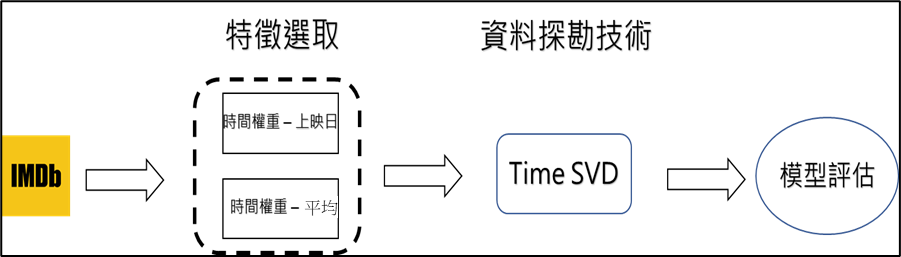 特徵選取
資料探勘技術
IMDb
時間權重 – 上映日
時間權重 – 平均
Time SVD
模型評估